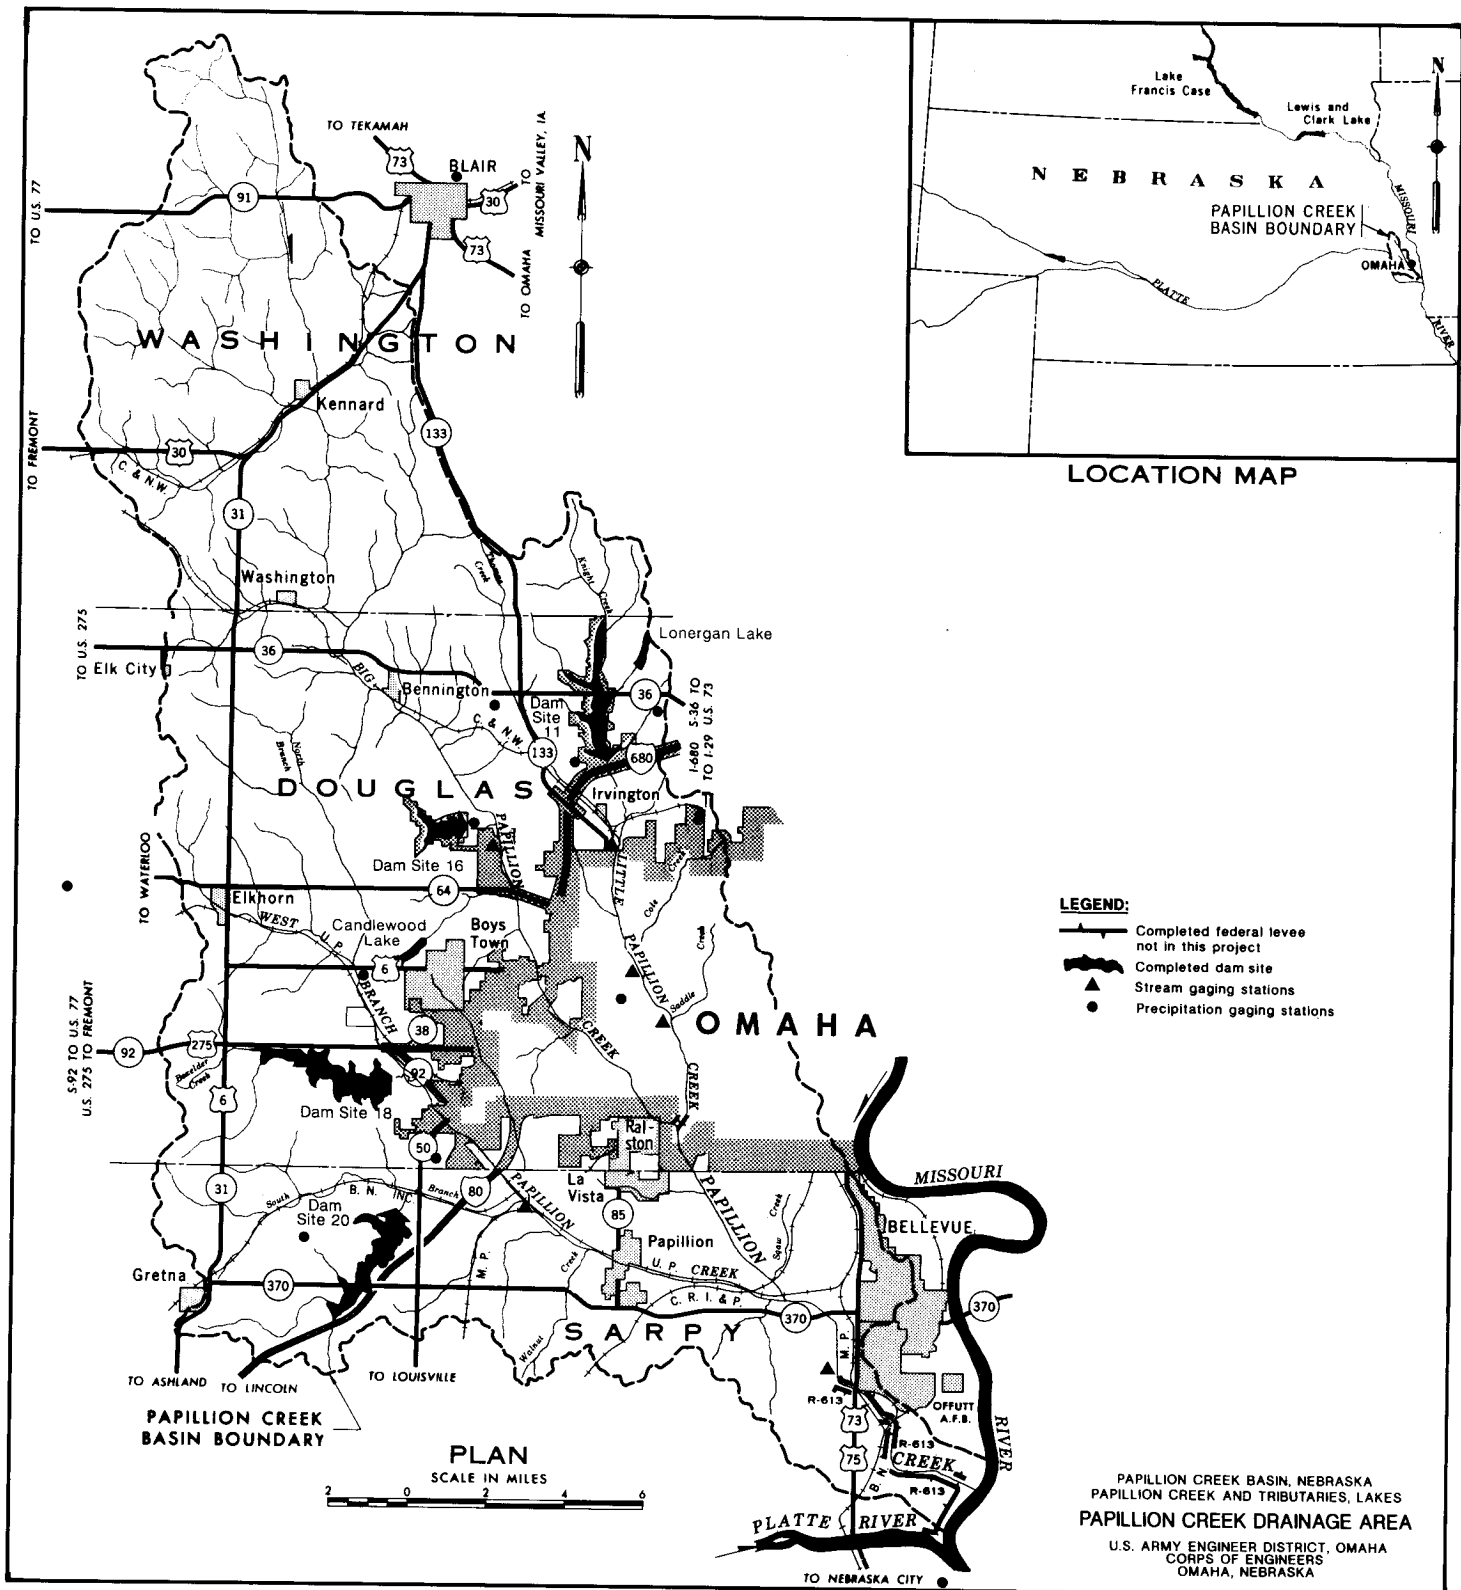 TO TEKAMAH
73
BLAIR
TO
MISSOURI VALLEY, IA.
N
91
30
73
TO OMAHA
TO U.S. 77
WASHINGTON
Kennard
133
TO FREMONT
30
C. & N.W.
31
Thomas
Creek
Knight
Creek
Washington
TO U.S. 275
36
Elk City
BIG
Bennington
Lonergan Lake
36
Dam
Site
11
C. & N.W.
133
680
I-680 S-36 TO
TO I-29 U.S. 73
North
Branch
DOUGLAS
Irvington
PAPILLION
LITTLE
Dam Site 16
Creek
Cole
TO WATERLOO
64
Elkhorn
WEST
U.P.
Candlewood
Lake
Boys
Town
6
BRANCH
PAPILLION
Creek
Saddle
OMAHA
38
CREEK
CREEK
S-92 TO U.S. 77
U.S. 275 TO FREMONT
92
275
Boxelder
Creek
92
6
Dam Site 18
50
Ral-
ston
31
South
B. N. INC.
Branch
80
PAPILLION
La
Vista
PAPILLION
Squaw
Creek
MISSOURI
Dam
Site 20
85
BELLEVUE
Papillion
Gretna
370
M. P.
Creek
U.P. CREEK
C. R. I. & P.
370
370
SARPY
Walnut
M. P.
TO ASHLAND
TO LINCOLN
TO LOUISVILLE
PAPILLION CREEK
BASIN BOUNDARY
R-613
OFFUTT
A.F.B.
73
75
R-613
CREEK
B. N.
R-613
RIVER
PLATTE RIVER
TO NEBRASKA CITY
PLAN
SCALE IN MILES
2 0 2 4 6
Lake
Francis Case
Lewis and
Clark Lake
N
NEBRASKA
MISSOURI
PAPILLION CREEK
BASIN BOUNDARY
OMAHA
PLATTE
RIVER
LOCATION MAP
LEGEND:
Completed federal levee
not in this project
Completed dam site
Stream gaging stations
Precipitation gaging stations
PAPILLION CREEK BASIN, NEBRASKA
PAPILLION CREEK AND TRIBUTARIES, LAKES
PAPILLION CREEK DRAINAGE AREA
U.S. ARMY ENGINEER DISTRICT, OMAHA
CORPS OF ENGINEERS
OMAHA, NEBRASKA